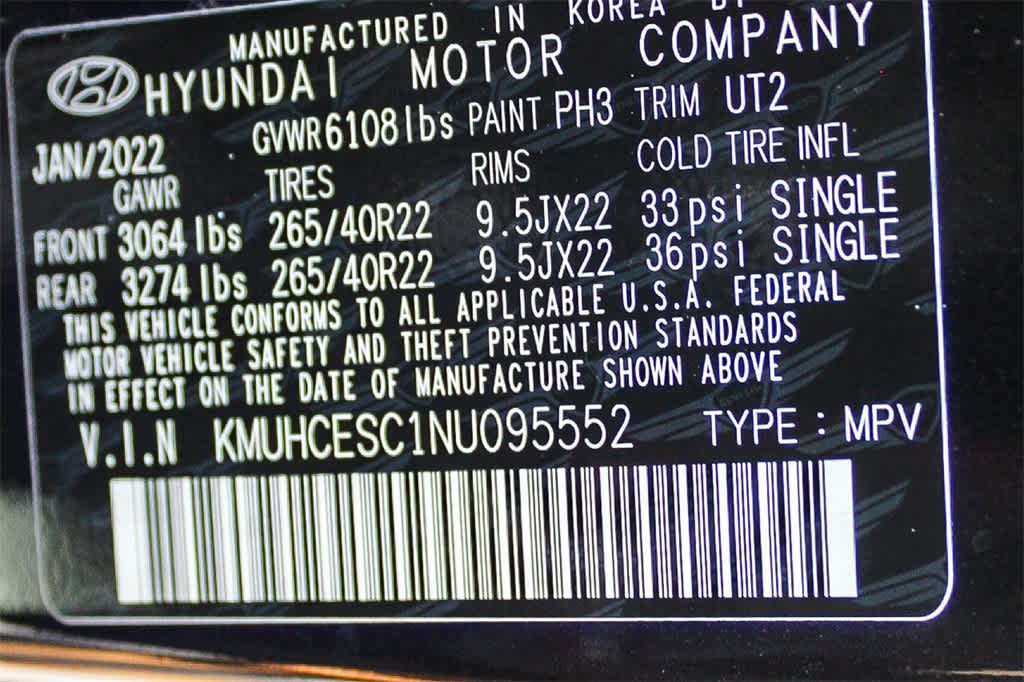 MANUFACTURED IN KOREA BY
HYUNDAI MOTOR COMPANY
JAN/2022 GVWR 6108 lbs PAINT PH3 TRIM UT2
GAWR TIRES RIMS COLD TIRE INFL
FRONT 3064 lbs 265/40R22 9.5JX22 33psi SINGLE
REAR 3274 lbs 265/40R22 9.5JX22 36psi SINGLE
THIS VEHICLE CONFORMS TO ALL APPLICABLE U.S.A. FEDERAL
MOTOR VEHICLE SAFETY AND THEFT PREVENTION STANDARDS
IN EFFECT ON THE DATE OF MANUFACTURE SHOWN ABOVE
V.I.N KMUHCESC1NU095552 TYPE : MPV